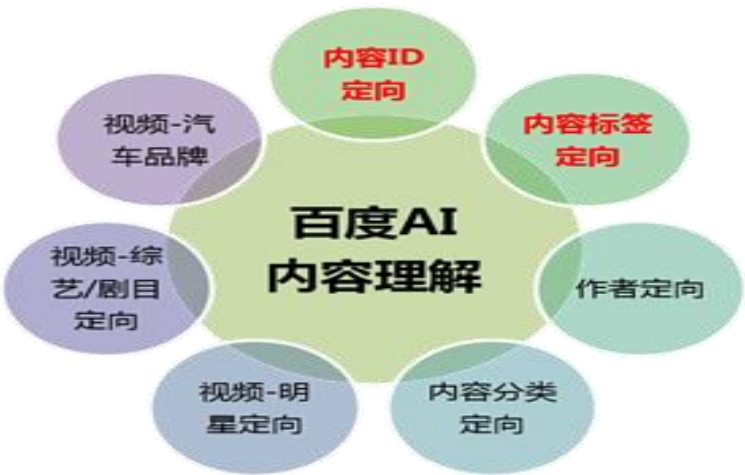 内容ID
定向
内容标签
定向
作者定向
内容分类
定向
视频-明
星定向
视频-综
艺/剧目
定向
视频-汽
车品牌
百度AI
内容理解